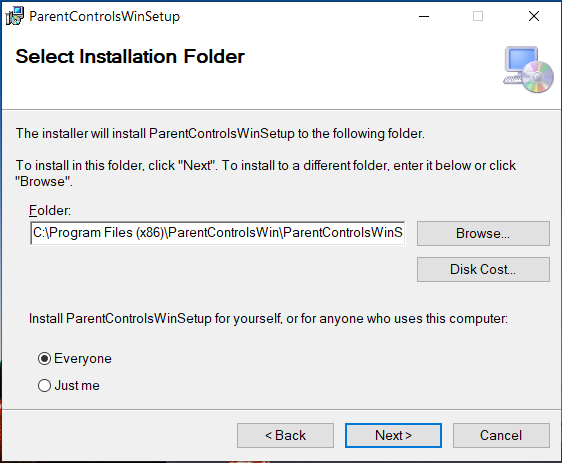 ParentControlsWinSetup
Select Installation Folder
The installer will install ParentControlsWinSetup to the following folder.
To install in this folder, click "Next". To install to a different folder, enter it below or click
"Browse".
Folder:
C:\Program Files (x86)\ParentControlsWin\ParentControlsWinS
Browse...
Disk Cost...
Install ParentControlsWinSetup for yourself, or for anyone who uses this computer:
Everyone
Just me
< Back
Next >
Cancel